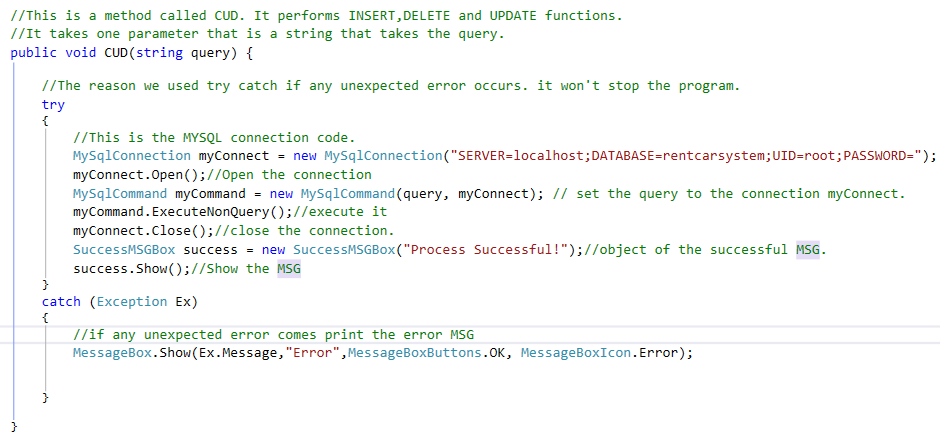 //This is a method called CUD. It performs INSERT,DELETE and UPDATE functions.
//It takes one parameter that is a string that takes the query.
public void CUD(string query) {
//The reason we used try catch if any unexpected error occurs. it won't stop the program.
try
{
//This is the MYSQL connection code.
MySqlConnection myConnect = new MySqlConnection("SERVER=localhost;DATABASE=rentcarsystem;UID=root;PASSWORD=");
myConnect.Open();//Open the connection
MySqlCommand myCommand = new MySqlCommand(query, myConnect); // set the query to the connection myConnect.
myCommand.ExecuteNonQuery();//execute it
myConnect.Close();//close the connection.
SuccessMSGBox success = new SuccessMSGBox("Process Successful!");//object of the successful MSG.
success.Show();//Show the MSG
}
catch (Exception Ex)
{
//if any unexpected error comes print the error MSG
MessageBox.Show(Ex.Message,"Error",MessageBoxButtons.OK, MessageBoxIcon.Error);
}
}